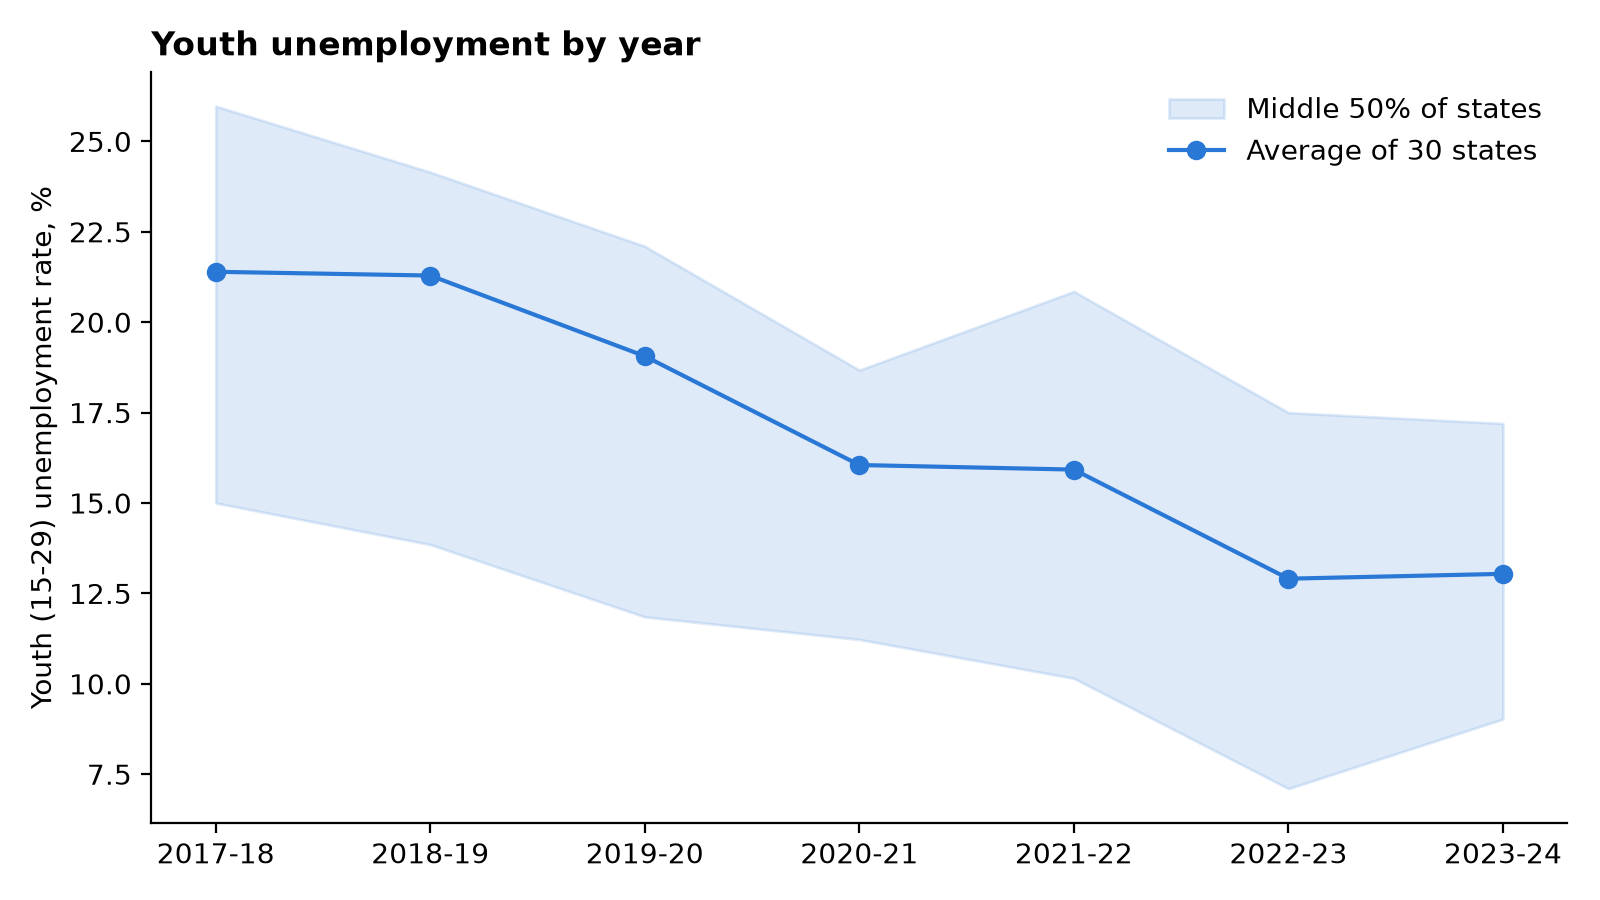 Youth unemployment by year
Middle 50% of states
Average of 30 states
Youth (15-29) unemployment rate, %
25.0
22.5
20.0
17.5
15.0
12.5
10.0
7.5
2017-18 2018-19 2019-20 2020-21 2021-22 2022-23 2023-24